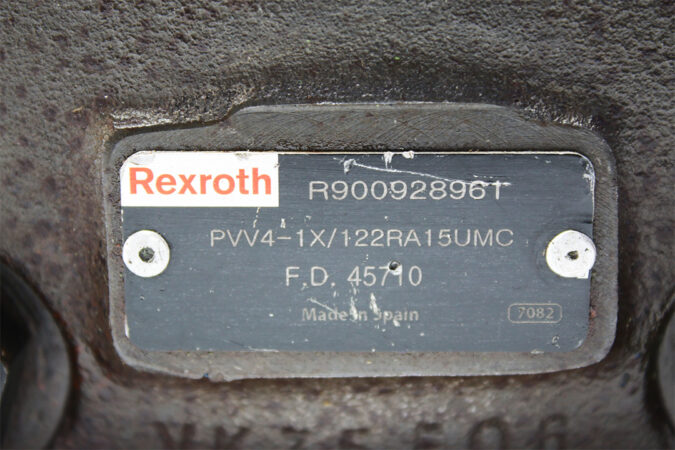 Rexroth R900928961
PVV4-1X/122RA15UMC
F.D. 45710
Made in Spain 7082